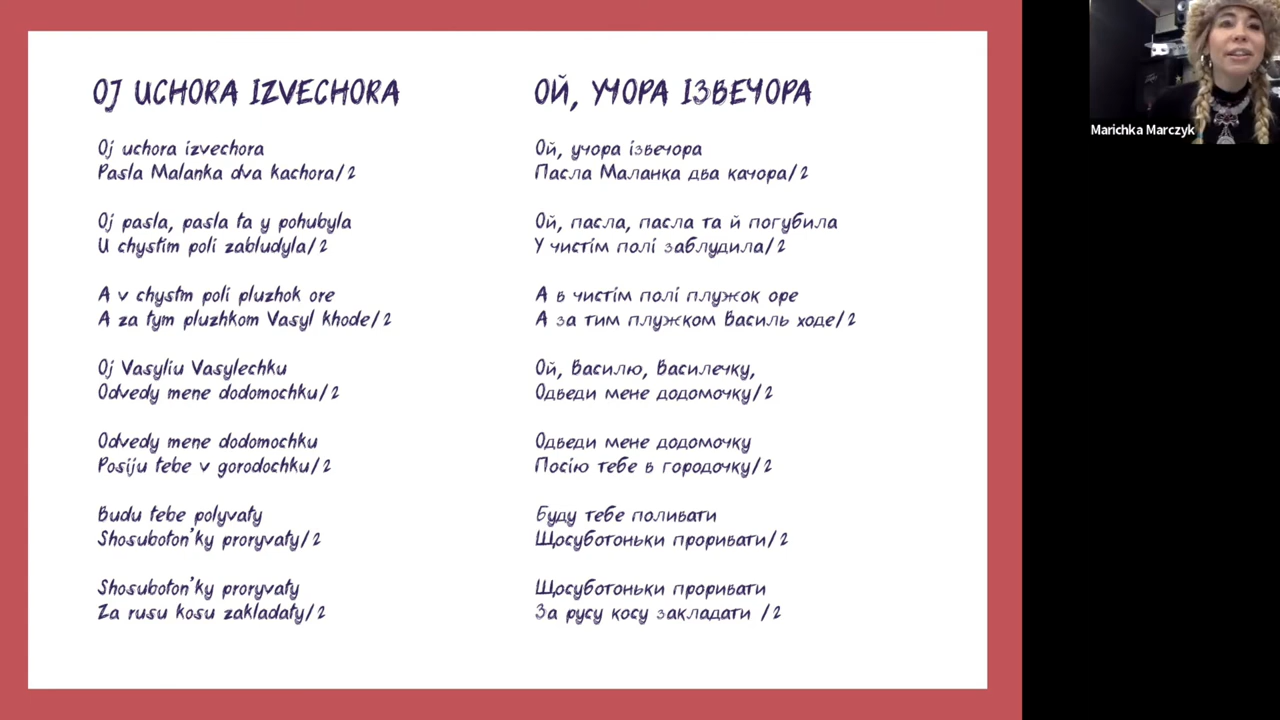 OJ UCHORA IZVECHORA
Oj uchora izvechora
Pasla Malanka dva kachora/2
Oj pasla, pasla ta y pohubyla
U chystim poli zabludyla/2
A v chystim poli pluzhok ore
A za tym pluzhkom Vasyl khode/2
Oj Vasyliu Vasylechku
Odvedy mene dodomochku/2
Odvedy mene dodomochku
Posiju tebe v gorodochku/2
Budu tebe polyvaty
Shosuboton'ky proryvaty/2
Shosuboton'ky proryvaty
Za rusu kosu zakladaty/2
ОЙ, УЧОРА ІЗВЕЧОРА
Ой, учора ізвечора
Пасла Маланка два качора/2
Ой, пасла, пасла та й погубила
У чистім полі заблудила/2
А в чистім полі плужок оре
А за тим плужком Василь ходе/2
Ой, Василю, Василечку,
Одведи мене додомочку/2
Одведи мене додомочку
Посію тебе в городочку/2
Буду тебе поливати
Щосуботоньки проривати/2
Щосуботоньки проривати
За русу косу закладати /2
Marichka Marczyk